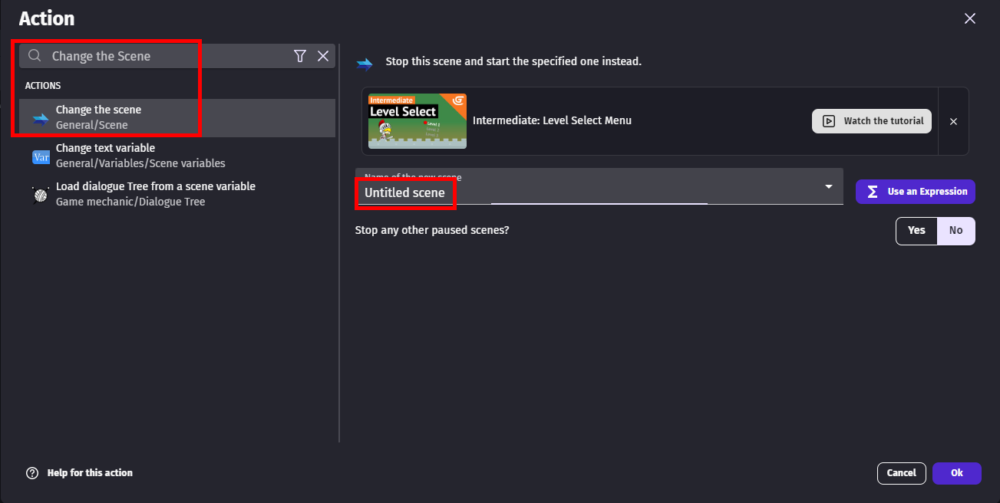 Action
Change the Scene
ACTIONS
Change the scene
General/Scene
Change text variable
Var
General/Variables/Scene variables
Load dialogue Tree from a scene variable
Game mechanic/Dialogue Tree
Stop this scene and start the specified one instead.
Intermediate
Level Select
Level 1
Level 2
Level 3
Intermediate: Level Select Menu
Watch the tutorial
Name of the new scene
Untitled scene
Use an Expression
Stop any other paused scenes?
Yes No
Help for this action
Cancel Ok